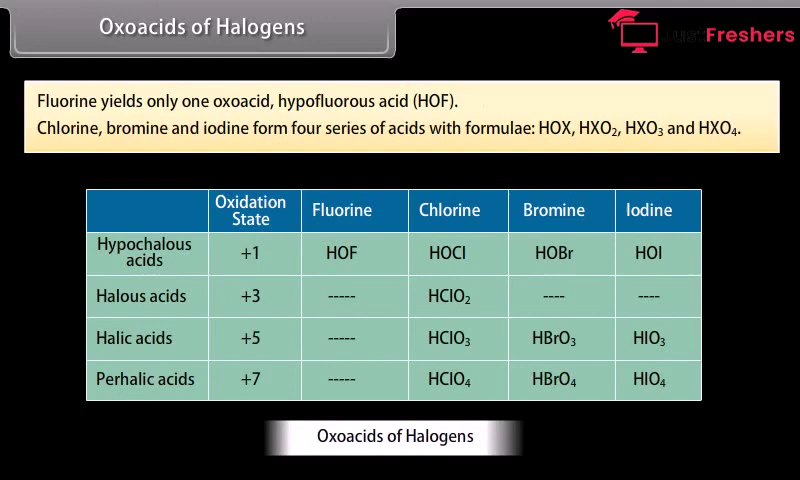 Oxoacids of Halogens
Just Freshers
Fluorine yields only one oxoacid, hypofluorous acid (HOF).
Chlorine, bromine and iodine form four series of acids with formulae: HOX, HXO₂, HXO₃ and HXO₄.
Oxidation State Fluorine Chlorine Bromine Iodine
Hypochalous acids +1 HOF HOCl HOBr HOI
Halous acids +3 ----- HClO₂ ---- ----
Halic acids +5 ----- HClO₃ HBrO₃ HIO₃
Perhalic acids +7 ----- HClO₄ HBrO₄ HIO₄
Oxoacids of Halogens